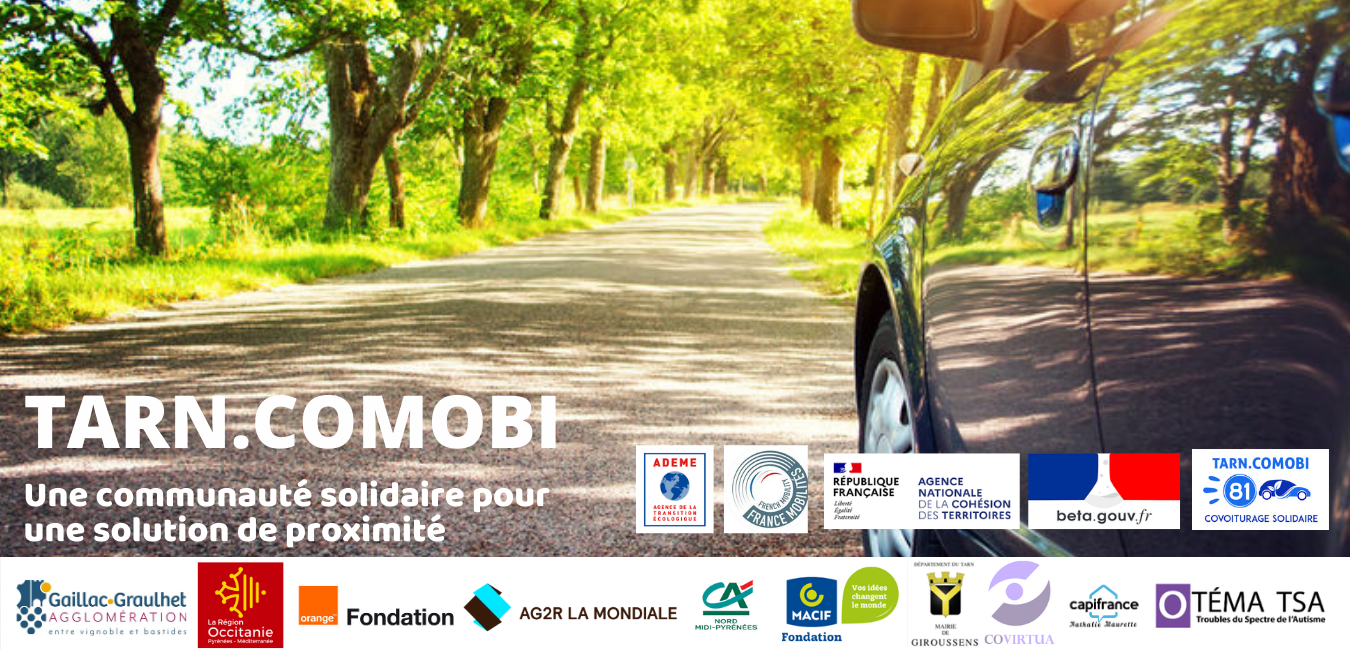 TARN.COMOBI
Une communauté solidaire pour
une solution de proximité
ADEME
AGENCE DE LA
TRANSITION
ÉCOLOGIQUE
FRENCH MOBILITY
FRANCE MOBILITÉS
RÉPUBLIQUE
FRANÇAISE
Liberté
Égalité
Fraternité
AGENCE
NATIONALE
DE LA COHÉSION
DES TERRITOIRES
beta.gouv.fr
TARN.COMOBI
81
COVOITURAGE SOLIDAIRE
Gaillac-Graulhet
AGGLOMÉRATION
entre vignoble et bastides
La Région
Occitanie
Pyrénées - Méditerranée
orange
Fondation
AG2R LA MONDIALE
CA
NORD
MIDI-PYRÉNÉES
MACIF
Fondation
Vos idées
changent
le monde
DÉPARTEMENT DU TARN
MAIRIE
DE
GIROUSSENS
COVIRTUA
capifrance
Nathalie Maurette
OTÉMA TSA
Troubles du Spectre de l'Autisme